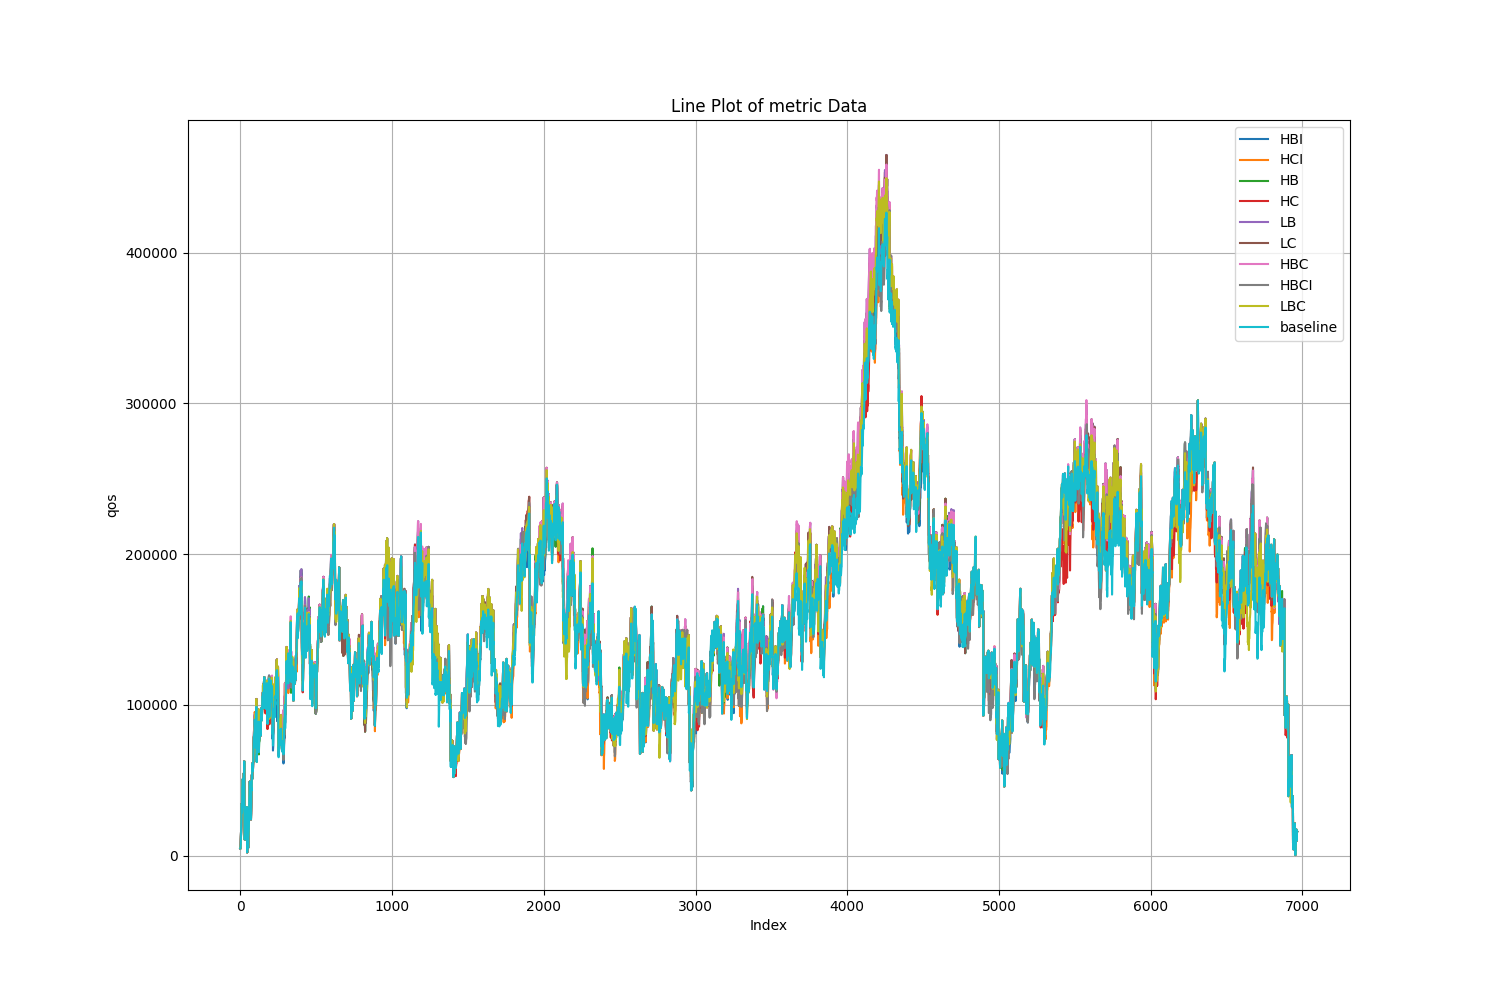 Line Plot of metric Data
HBI
HCI
HB
HC
LB
LC
HBC
HBCI
LBC
baseline
400000
300000
200000
100000
0
qos
0 1000 2000 3000 4000 5000 6000 7000
Index